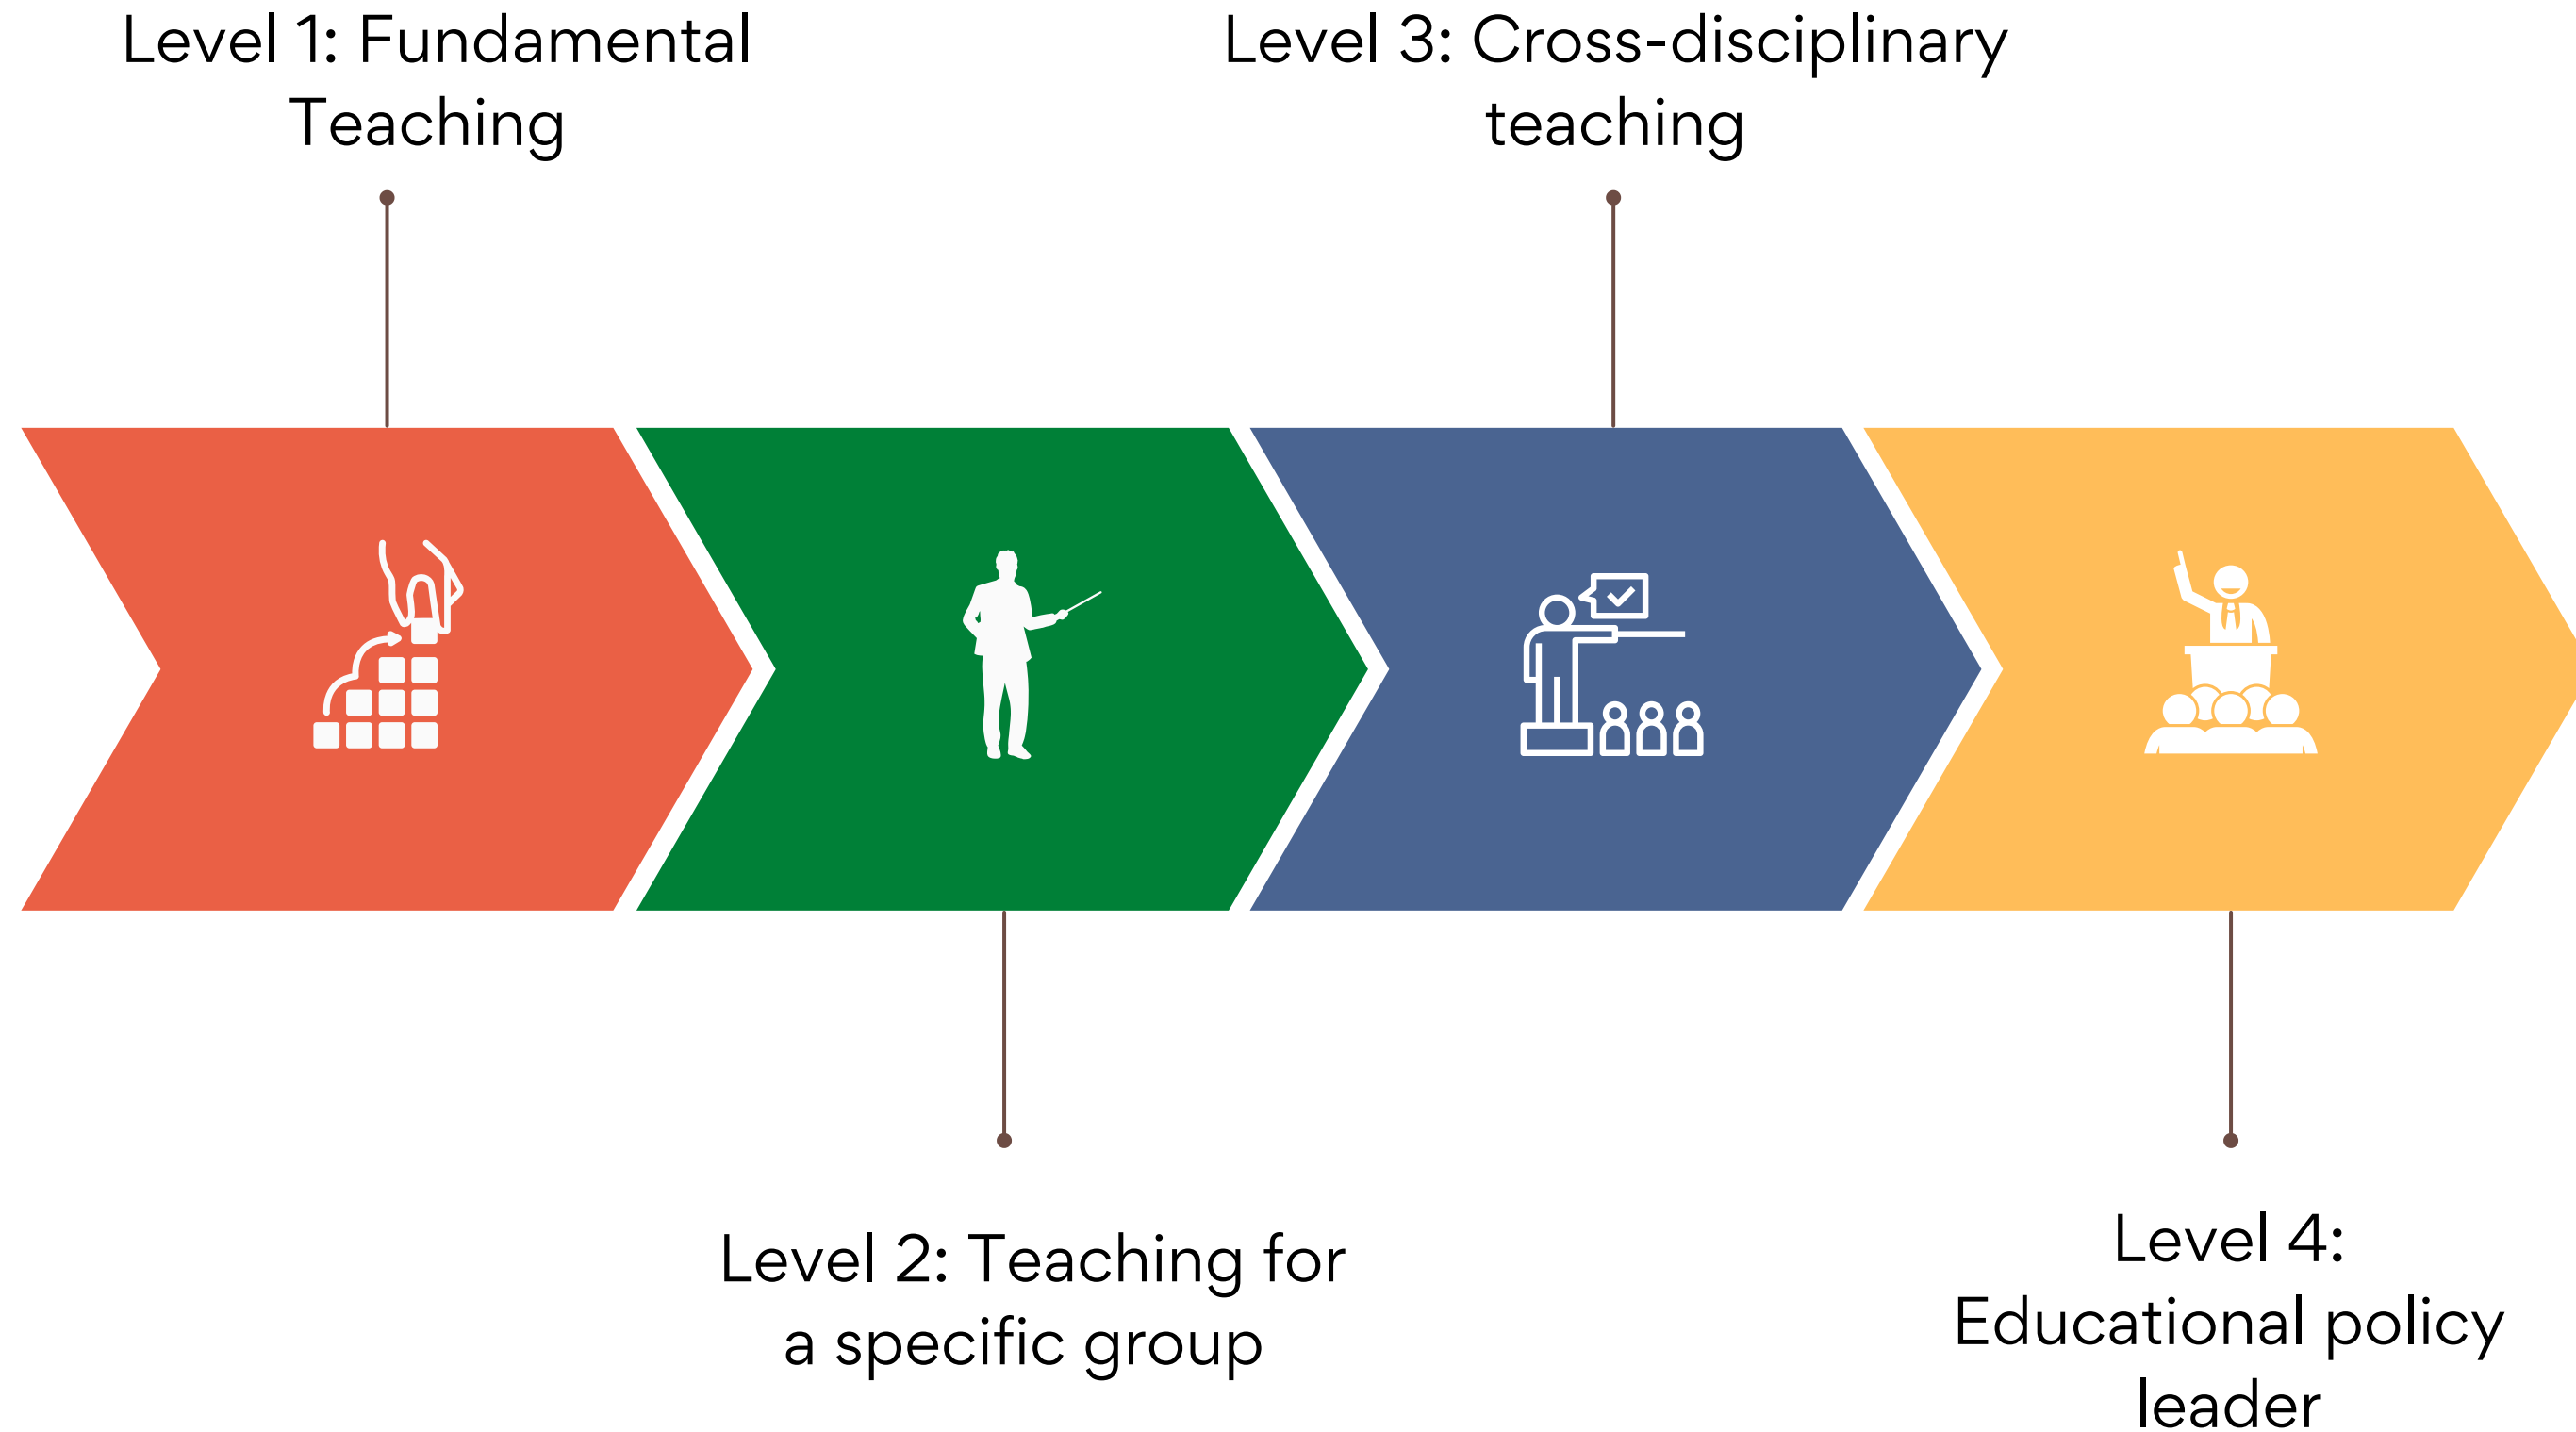 Level 1: Fundamental
Teaching
Level 3: Cross-disciplinary
teaching
Level 2: Teaching for
a specific group
Level 4:
Educational policy
leader